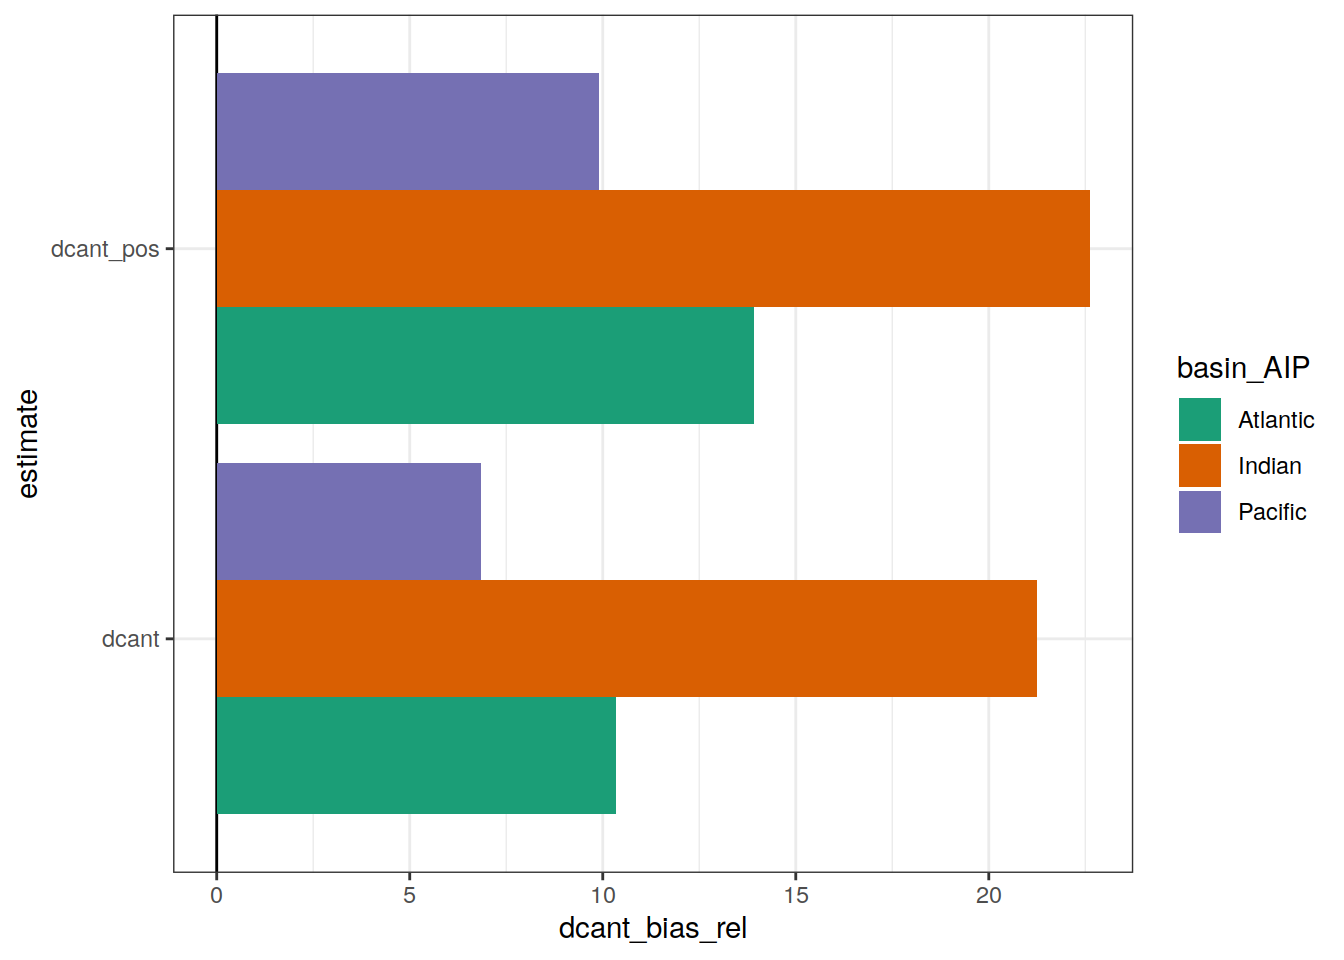 estimate
dcant_pos
dcant
0 5 10 15 20
dcant_bias_rel
basin_AIP
Atlantic
Indian
Pacific